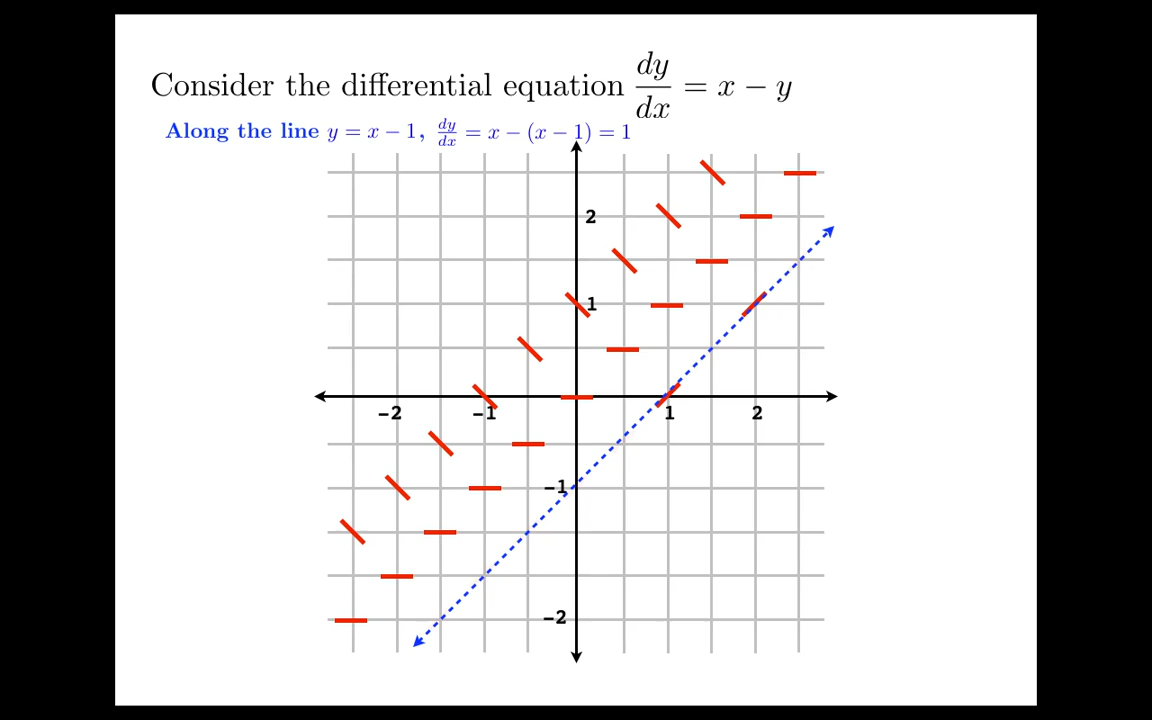 Consider the differential equation dy/dx = x − y
Along the line y = x − 1, dy/dx = x − (x − 1) = 1
2
1
−2 −1 1 2
−1
−2